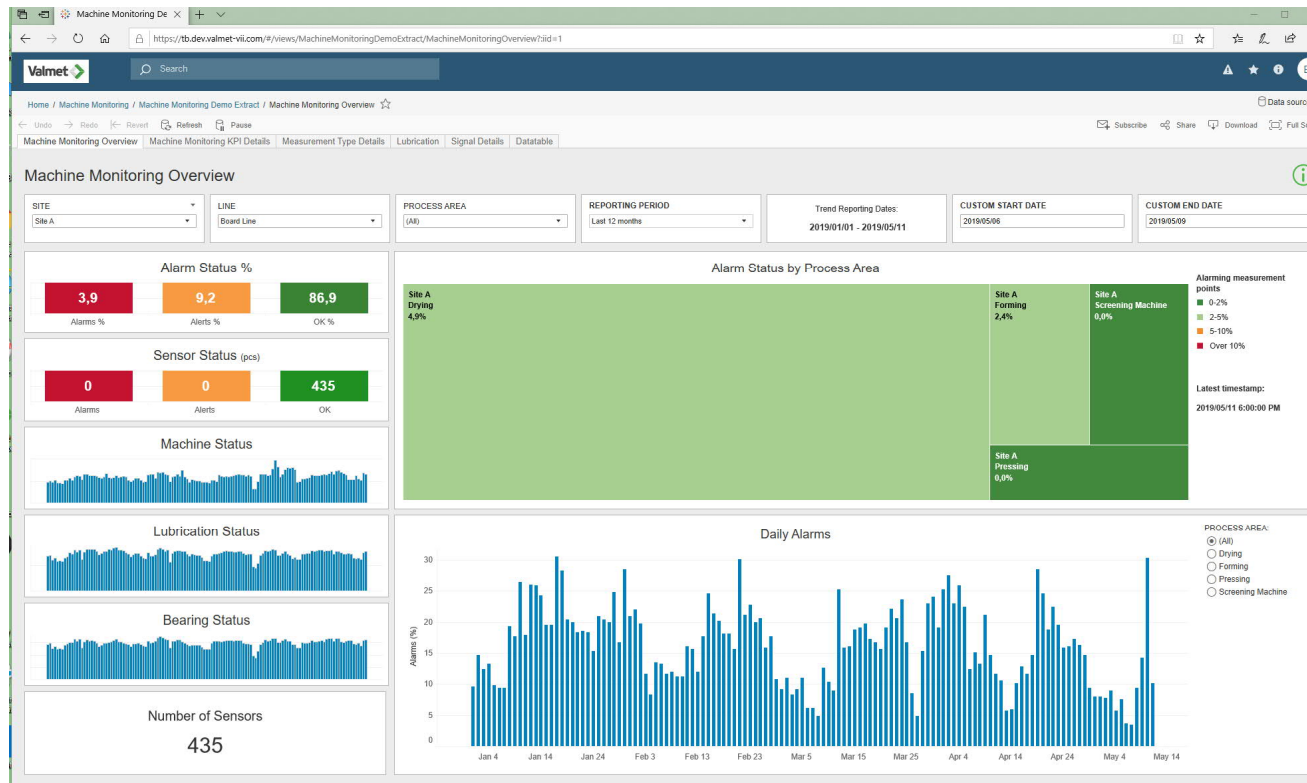 Machine Monitoring De
https://tb.dev.valmet-vii.com/#/views/MachineMonitoringDemoExtract/MachineMonitoringOverview?:iid=1
Valmet
Search
Home / Machine Monitoring / Machine Monitoring Demo Extract / Machine Monitoring Overview
Data source
Undo Redo Revert Refresh Pause
Subscribe Share Download Full Sc
Machine Monitoring Overview Machine Monitoring KPI Details Measurement Type Details Lubrication Signal Details Datatable
Machine Monitoring Overview
SITE
Site A
LINE
Board Line
PROCESS AREA
(All)
REPORTING PERIOD
Last 12 months
Trend Reporting Dates:
2019/01/01 - 2019/05/11
CUSTOM START DATE
2019/05/06
CUSTOM END DATE
2019/05/09
Alarm Status %
3,9 9,2 86,9
Alarms % Alerts % OK %
Sensor Status (pcs)
0 0 435
Alarms Alerts OK
Machine Status
Lubrication Status
Bearing Status
Number of Sensors
435
Alarm Status by Process Area
Site A
Drying
4,9%
Site A
Forming
2,4%
Site A
Screening Machine
0,0%
Site A
Pressing
0,0%
Alarming measurement
points
0-2%
2-5%
5-10%
Over 10%
Latest timestamp:
2019/05/11 6:00:00 PM
Daily Alarms
Alarms (%)
30
25
20
15
10
5
0
Jan 4 Jan 14 Jan 24 Feb 3 Feb 13 Feb 23 Mar 5 Mar 15 Mar 25 Apr 4 Apr 14 Apr 24 May 4 May 14
PROCESS AREA:
(All)
Drying
Forming
Pressing
Screening Machine